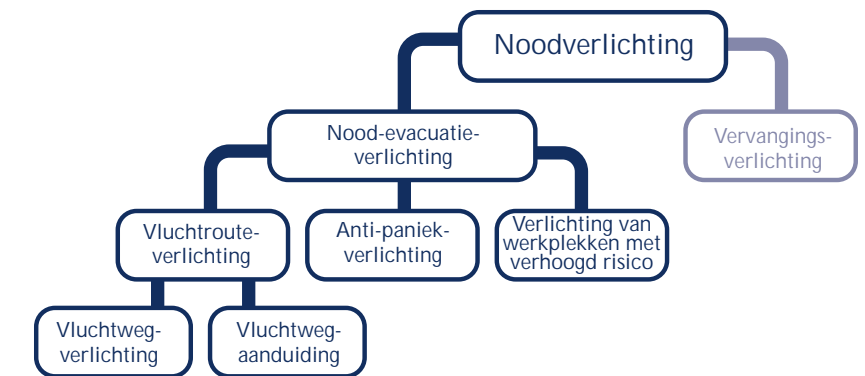 Noodverlichting
Nood-evacuatie-
verlichting
Vervangings-
verlichting
Vluchtroute-
verlichting
Anti-paniek-
verlichting
Verlichting van
werkplekken met
verhoogd risico
Vluchtweg-
verlichting
Vluchtweg-
aanduiding